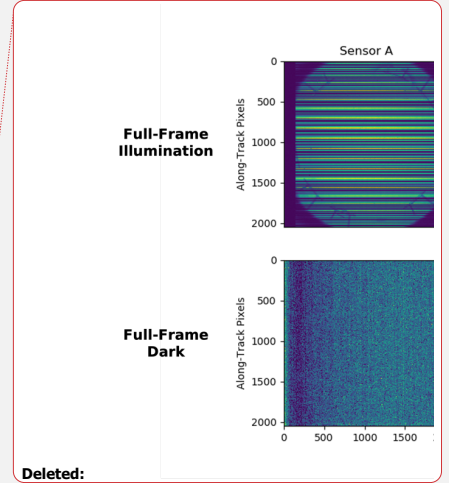 Sensor A
Full-Frame
Illumination
Along-Track Pixels
0
500
1000
1500
2000
Full-Frame
Dark
Along-Track Pixels
0
500
1000
1500
2000
0 500 1000 1500
Deleted: